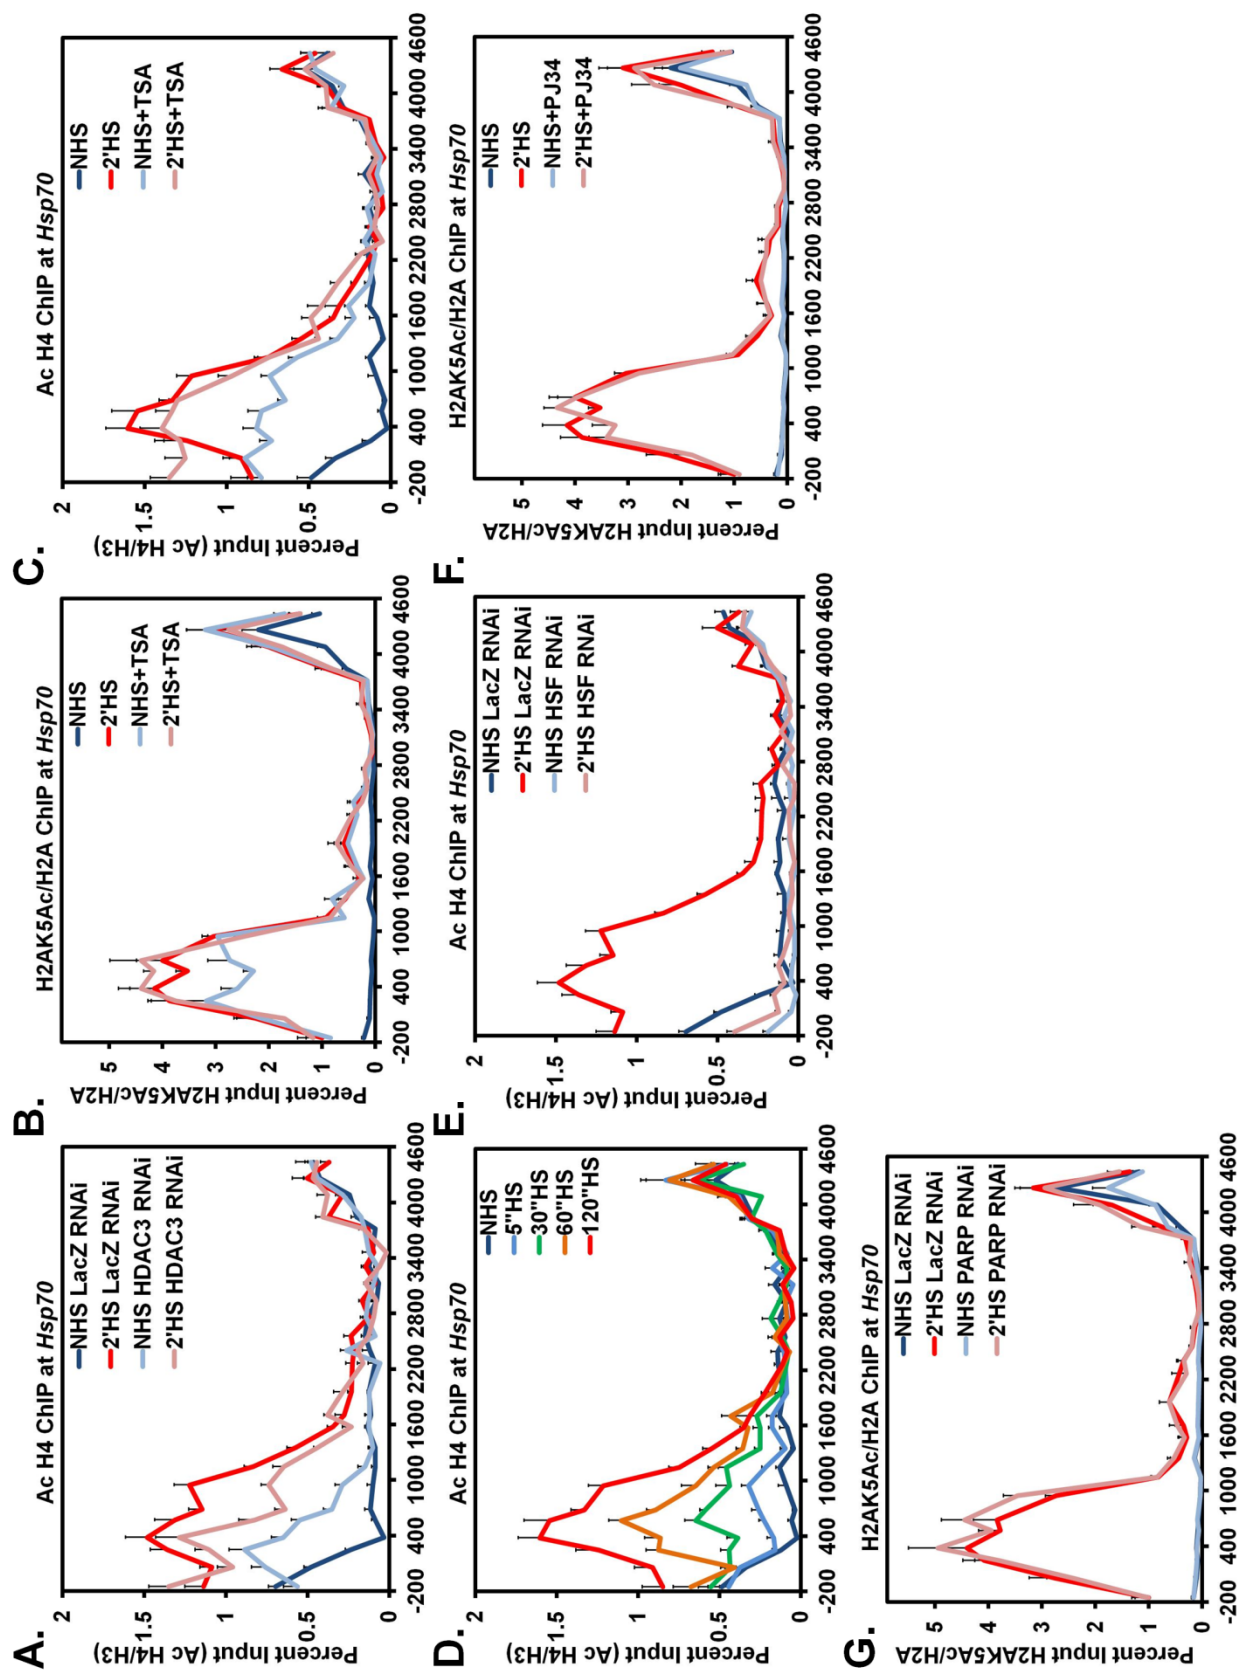 A.
Ac H4 ChIP at Hsp70
Percent Input (Ac H4/H3)
2
1.5
1
0.5
0
NHS LacZ RNAi
2'HS LacZ RNAi
NHS HDAC3 RNAi
2'HS HDAC3 RNAi
-200 400 1000 1600 2200 2800 3400 4000 4600
B.
H2AK5Ac/H2A ChIP at Hsp70
Percent Input H2AK5Ac/H2A
5
4
3
2
1
0
NHS
2'HS
NHS+TSA
2'HS+TSA
-200 400 1000 1600 2200 2800 3400 4000 4600
C.
Ac H4 ChIP at Hsp70
Percent Input (Ac H4/H3)
2
1.5
1
0.5
0
NHS
2'HS
NHS+TSA
2'HS+TSA
-200 400 1000 1600 2200 2800 3400 4000 4600
D.
Ac H4 ChIP at Hsp70
Percent Input (Ac H4/H3)
2
1.5
1
0.5
0
NHS
5"HS
30"HS
60"HS
120"HS
-200 400 1000 1600 2200 2800 3400 4000 4600
E.
Ac H4 ChIP at Hsp70
Percent Input (Ac H4/H3)
2
1.5
1
0.5
0
NHS LacZ RNAi
2'HS LacZ RNAi
NHS HSF RNAi
2'HS HSF RNAi
-200 400 1000 1600 2200 2800 3400 4000 4600
F.
H2AK5Ac/H2A ChIP at Hsp70
Percent Input H2AK5Ac/H2A
5
4
3
2
1
0
NHS
2'HS
NHS+PJ34
2'HS+PJ34
-200 400 1000 1600 2200 2800 3400 4000 4600
G.
H2AK5Ac/H2A ChIP at Hsp70
Percent Input H2AK5Ac/H2A
5
4
3
2
1
0
NHS LacZ RNAi
2'HS LacZ RNAi
NHS PARP RNAi
2'HS PARP RNAi
-200 400 1000 1600 2200 2800 3400 4000 4600